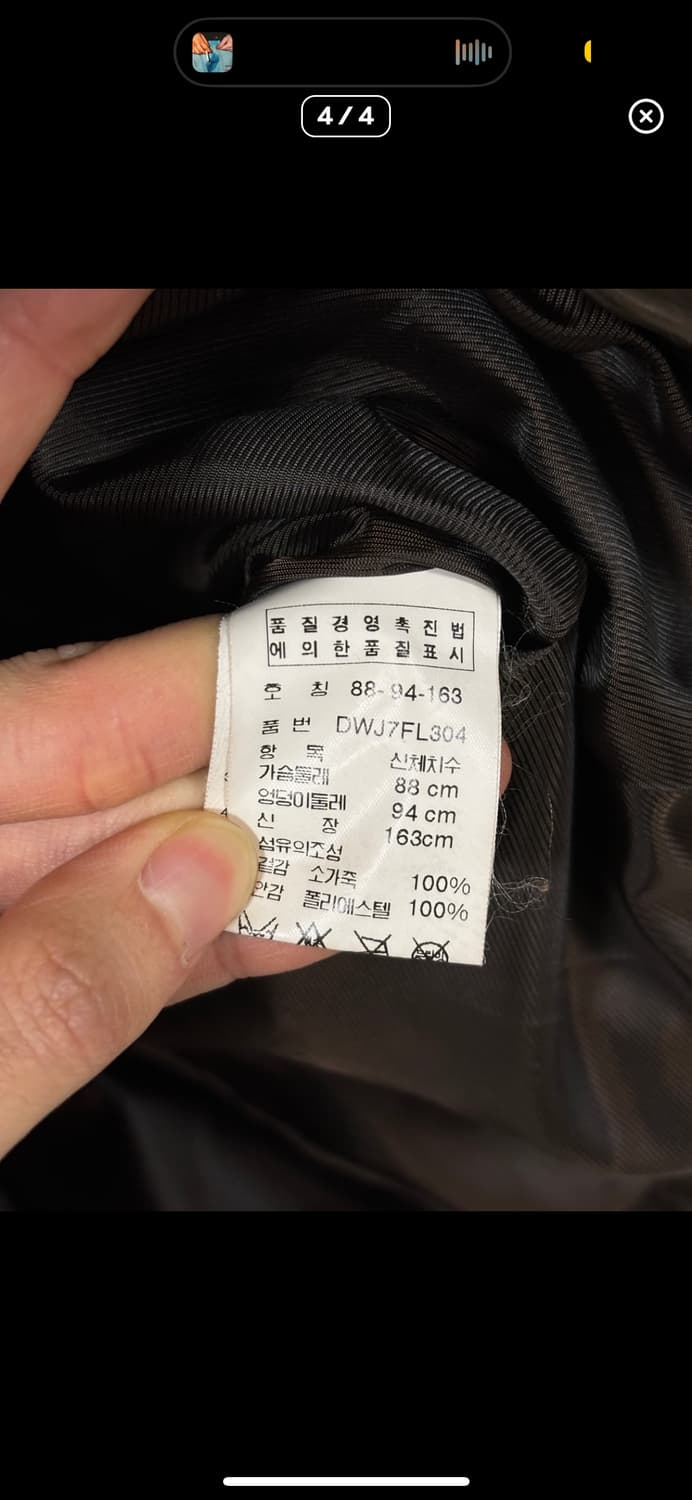 4/4
품질경영촉진법
에 의한 품질표시
호 칭 88-94-163
품 번 DWJ7FL304
항 목 신체치수
가슴둘레 88 cm
엉덩이둘레 94 cm
신 장 163cm
섬유의조성
겉감 소가죽 100%
안감 폴리에스텔 100%